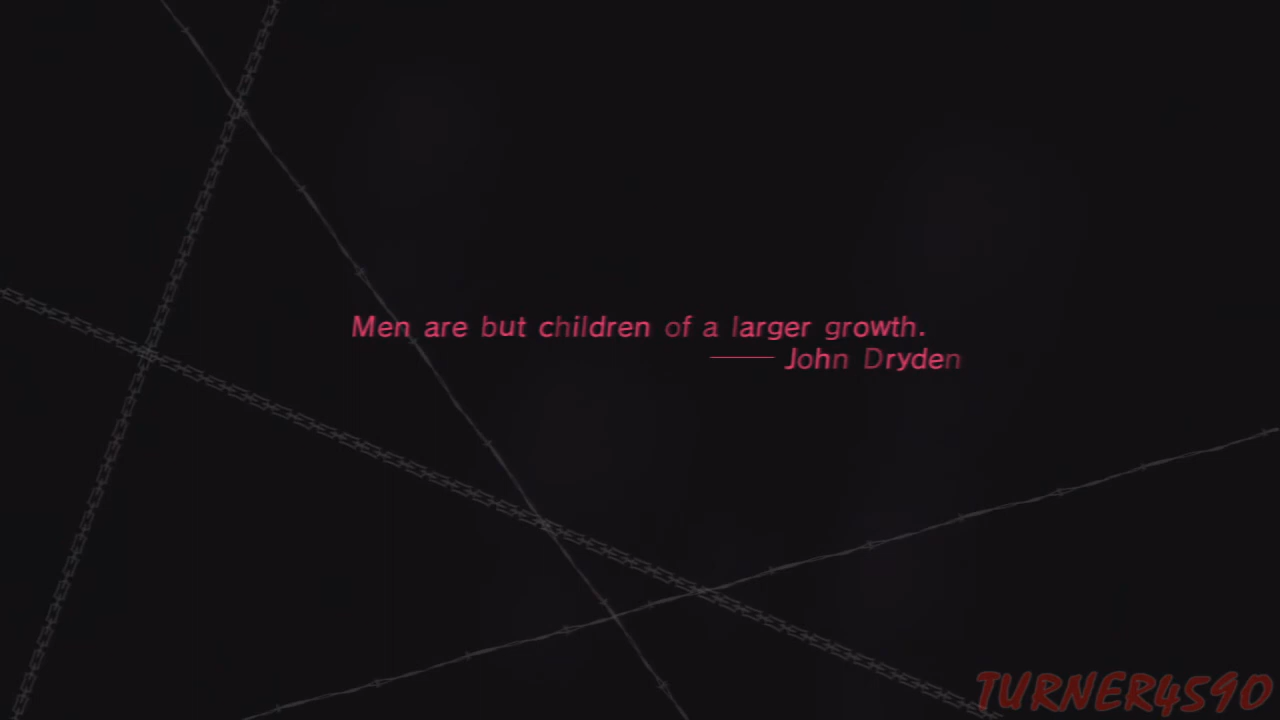 Men are but children of a larger growth.
—— John Dryden
TURNER4590